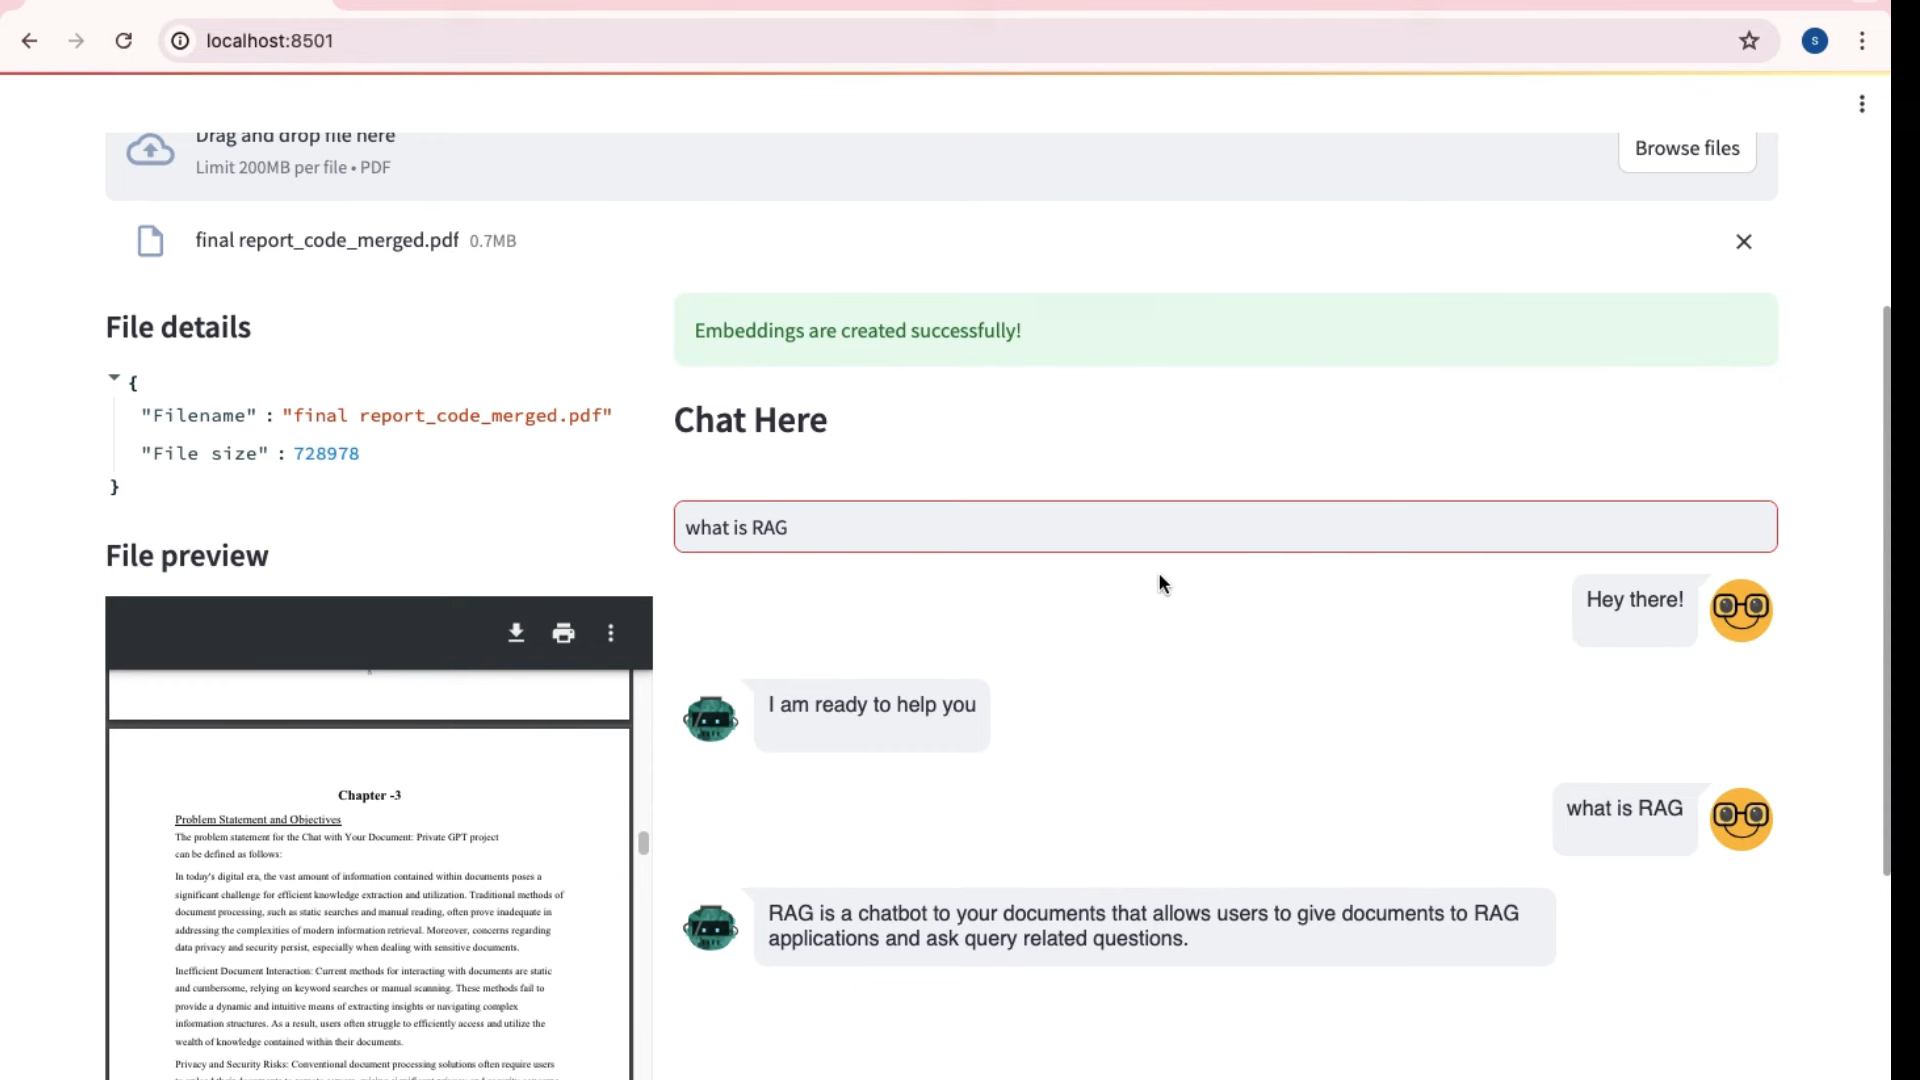 localhost:8501
S
Drag and drop file here
Limit 200MB per file • PDF
Browse files
final report_code_merged.pdf 0.7MB
File details
{
"Filename" : "final report_code_merged.pdf"
"File size" : 728978
}
File preview
Chapter -3
Problem Statement and Objectives
The problem statement for the Chat with Your Document: Private GPT project
can be defined as follows:
In today's digital era, the vast amount of information contained within documents poses a
significant challenge for efficient knowledge extraction and utilization. Traditional methods of
document processing, such as static searches and manual reading, often prove inadequate in
addressing the complexities of modern information retrieval. Moreover, concerns regarding
data privacy and security persist, especially when dealing with sensitive documents.
Inefficient Document Interaction: Current methods for interacting with documents are static
and cumbersome, relying on keyword searches or manual scanning. These methods fail to
provide a dynamic and intuitive means of extracting insights or navigating complex
information structures. As a result, users often struggle to efficiently access and utilize the
wealth of knowledge contained within their documents.
Privacy and Security Risks: Conventional document processing solutions often require users
Embeddings are created successfully!
Chat Here
what is RAG
Hey there!
I am ready to help you
what is RAG
RAG is a chatbot to your documents that allows users to give documents to RAG
applications and ask query related questions.